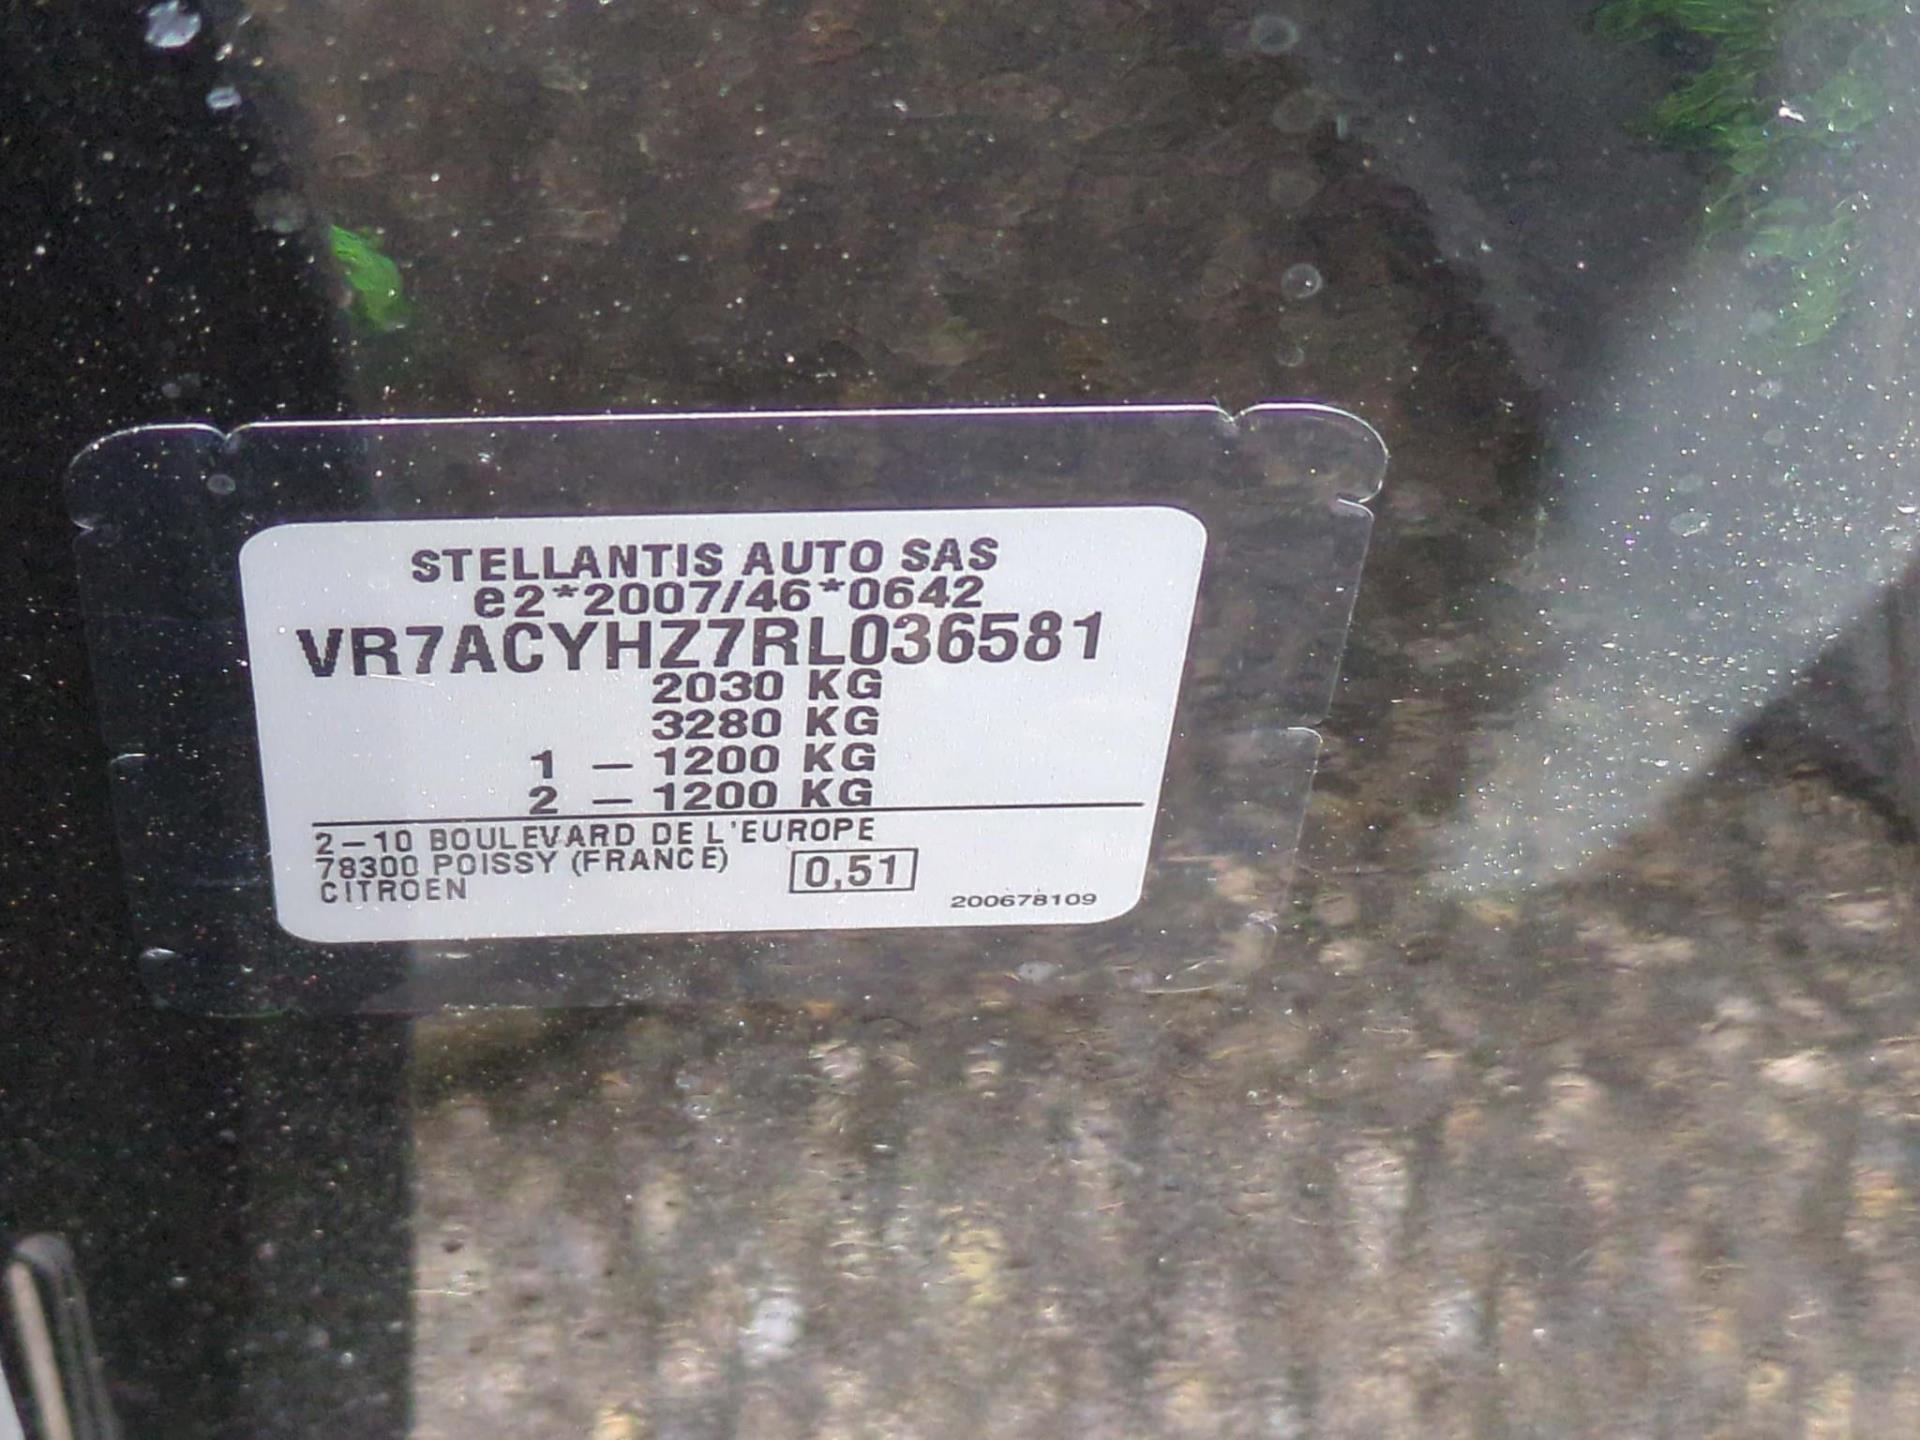 STELLANTIS AUTO SAS
e2*2007/46*0642
VR7ACYHZ7RL036581
2030 KG
3280 KG
1 – 1200 KG
2 – 1200 KG
2–10 BOULEVARD DE L'EUROPE
78300 POISSY (FRANCE)
CITROEN
0,51
200678109